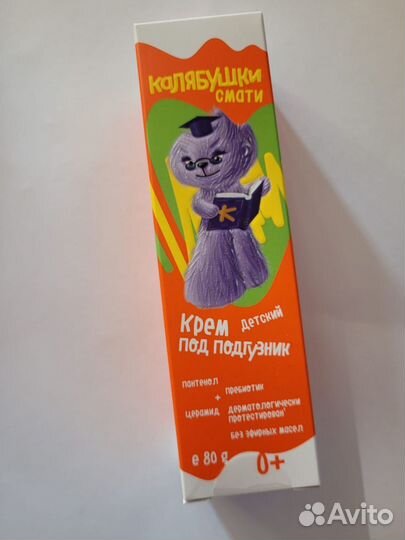 КОЛЯБУШКИ
СМАТИ
К
крем детский
под подгузник
пантенол + пребиотик
церамид дерматологически
протестирован
без эфирных масел
е 80 g 0+
Avito